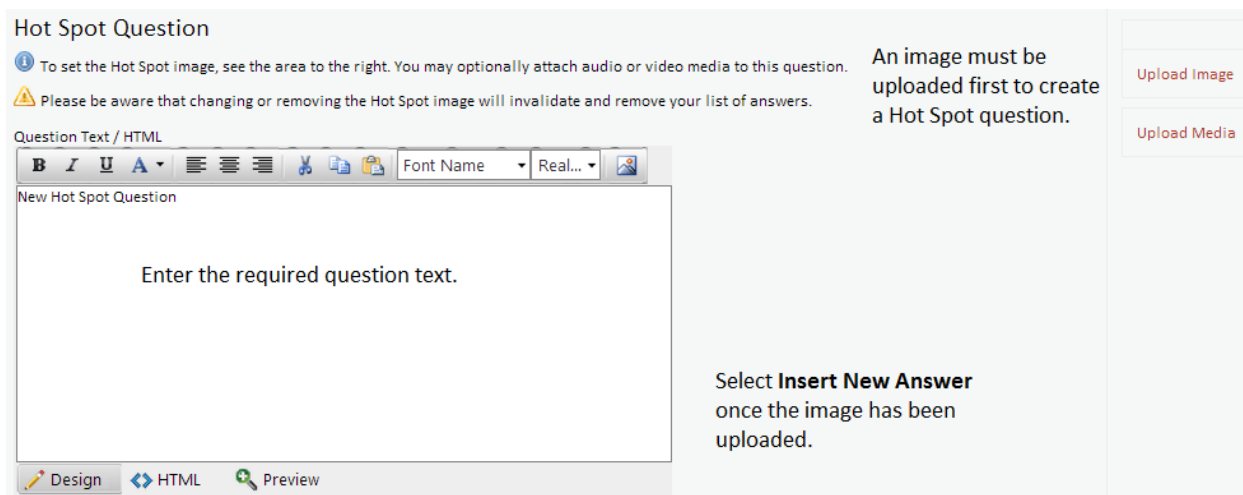 Hot Spot Question
To set the Hot Spot image, see the area to the right. You may optionally attach audio or video media to this question.
Please be aware that changing or removing the Hot Spot image will invalidate and remove your list of answers.
An image must be
uploaded first to create
a Hot Spot question.
Upload Image
Upload Media
Question Text / HTML
B I U A Font Name Real...
New Hot Spot Question
Enter the required question text.
Select Insert New Answer
once the image has been
uploaded.
Design HTML Preview